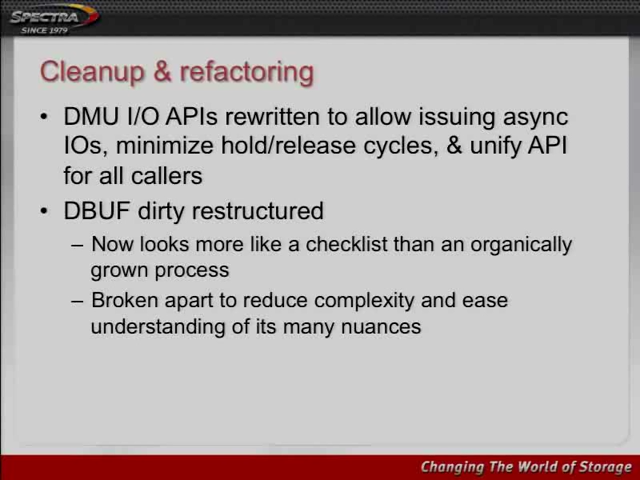 SPECTRA
SINCE 1979
Cleanup & refactoring
• DMU I/O APIs rewritten to allow issuing async
IOs, minimize hold/release cycles, & unify API
for all callers
• DBUF dirty restructured
– Now looks more like a checklist than an organically
grown process
– Broken apart to reduce complexity and ease
understanding of its many nuances
Changing The World of Storage